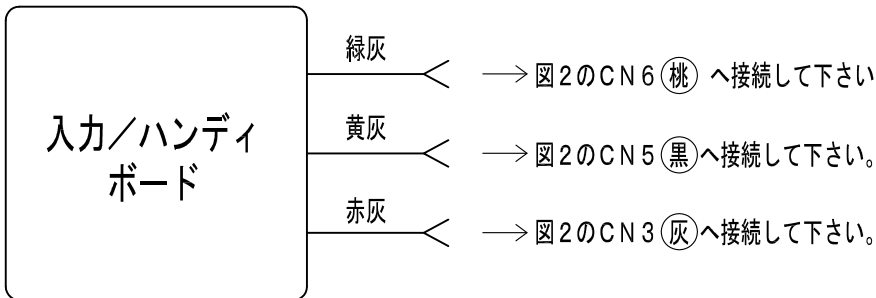 緑灰
→図2のCN6桃 へ接続して下さい
入力／ハンディ
ボード
黄灰
→図2のCN5黒へ接続して下さい。
赤灰
→図2のCN3灰へ接続して下さい。